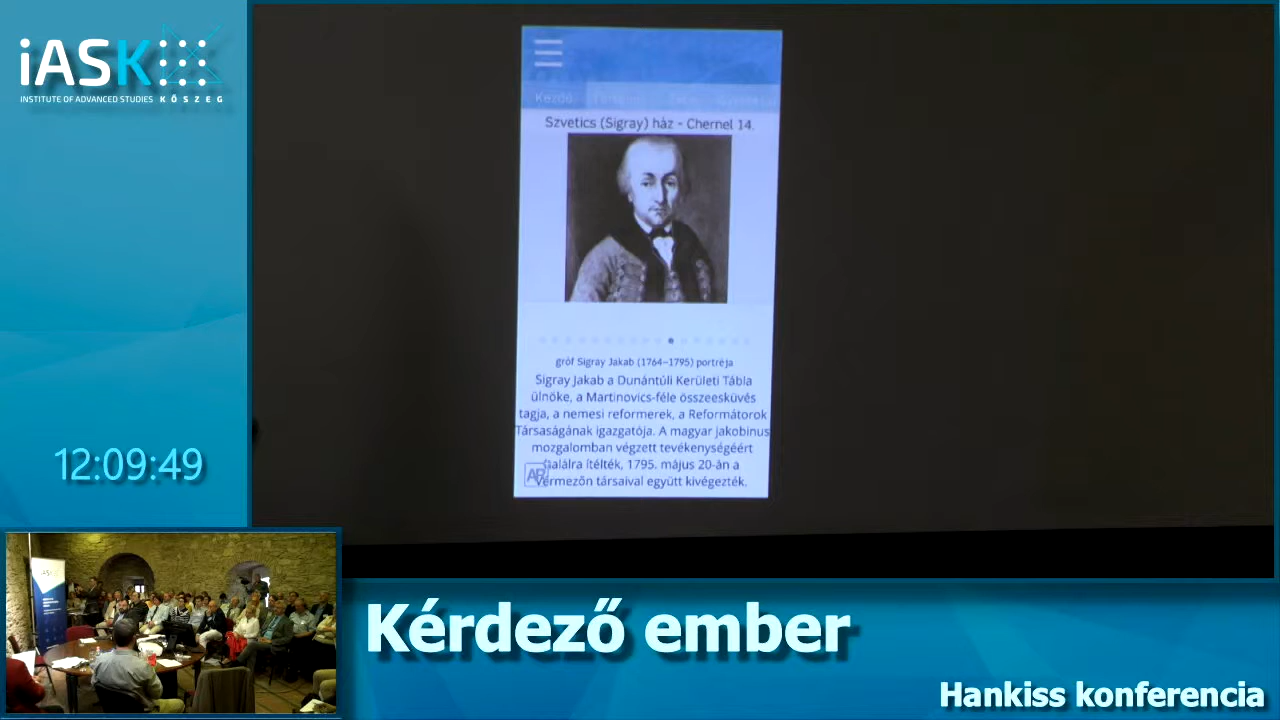 iASK
INSTITUTE OF ADVANCED STUDIES KŐSZEG
Kezdő
Szvetics (Sigray) ház - Chernel 14.
gróf Sigray Jakab (1764–1795) portréja
Sigray Jakab a Dunántúli Kerületi Tábla
ülnöke, a Martinovics-féle összeesküvés
tagja, a nemesi reformerek, a Reformátorok
Társaságának igazgatója. A magyar jakobinus
mozgalomban végzett tevékenységéért
halálra ítélték, 1795. május 20-án a
Vérmezőn társaival együtt kivégezték.
AR
12:09:49
Kérdező ember
Hankiss konferencia